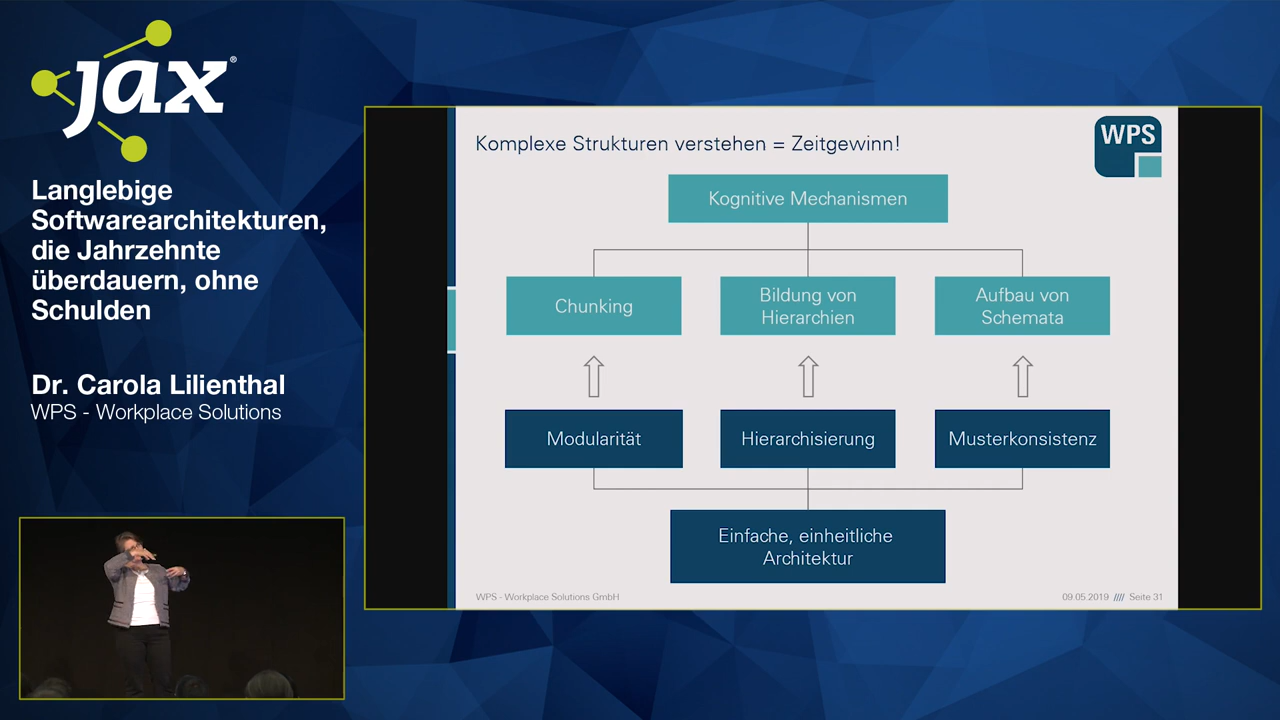 jax®
Langlebige
Softwarearchitekturen,
die Jahrzehnte
überdauern, ohne
Schulden
Dr. Carola Lilienthal
WPS - Workplace Solutions
Komplexe Strukturen verstehen = Zeitgewinn!
WPS
Kognitive Mechanismen
Chunking
Bildung von
Hierarchien
Aufbau von
Schemata
Modularität
Hierarchisierung
Musterkonsistenz
Einfache, einheitliche
Architektur
WPS - Workplace Solutions GmbH
09.05.2019 //// Seite 31